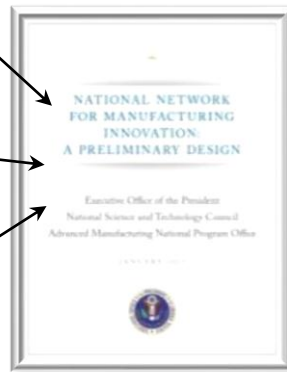 NATIONAL NETWORK
FOR MANUFACTURING
INNOVATION:
A PRELIMINARY DESIGN
Executive Office of the President
National Science and Technology Council
Advanced Manufacturing National Program Office
JANUARY